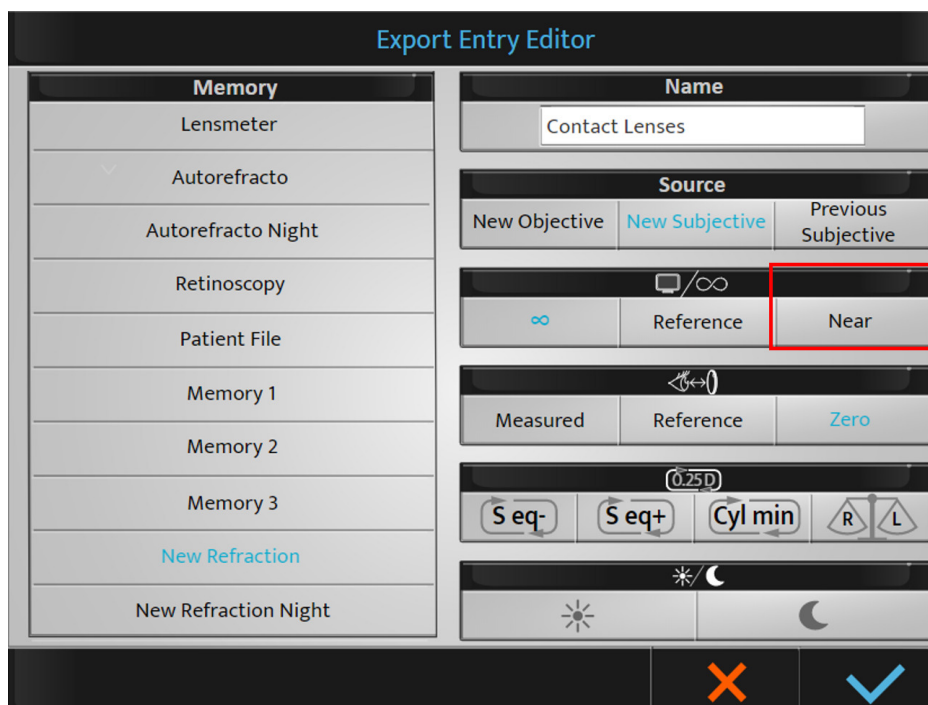 Export Entry Editor
Memory
Lensmeter
Autorefracto
Autorefracto Night
Retinoscopy
Patient File
Memory 1
Memory 2
Memory 3
New Refraction
New Refraction Night
Name
Contact Lenses
Source
New Objective New Subjective Previous
Subjective
/∞
∞ Reference Near
Measured Reference Zero
0.25D
S eq- S eq+ Cyl min R L
/